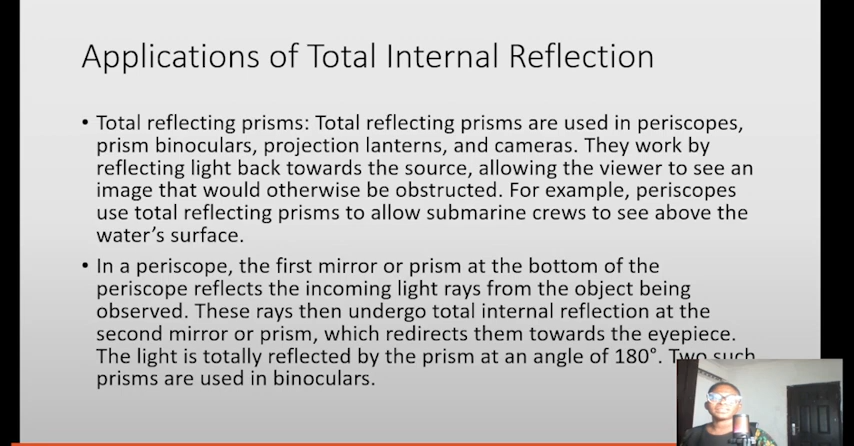 Applications of Total Internal Reflection
• Total reflecting prisms: Total reflecting prisms are used in periscopes,
prism binoculars, projection lanterns, and cameras. They work by
reflecting light back towards the source, allowing the viewer to see an
image that would otherwise be obstructed. For example, periscopes
use total reflecting prisms to allow submarine crews to see above the
water’s surface.
• In a periscope, the first mirror or prism at the bottom of the
periscope reflects the incoming light rays from the object being
observed. These rays then undergo total internal reflection at the
second mirror or prism, which redirects them towards the eyepiece.
The light is totally reflected by the prism at an angle of 180°. Two such
prisms are used in binoculars.